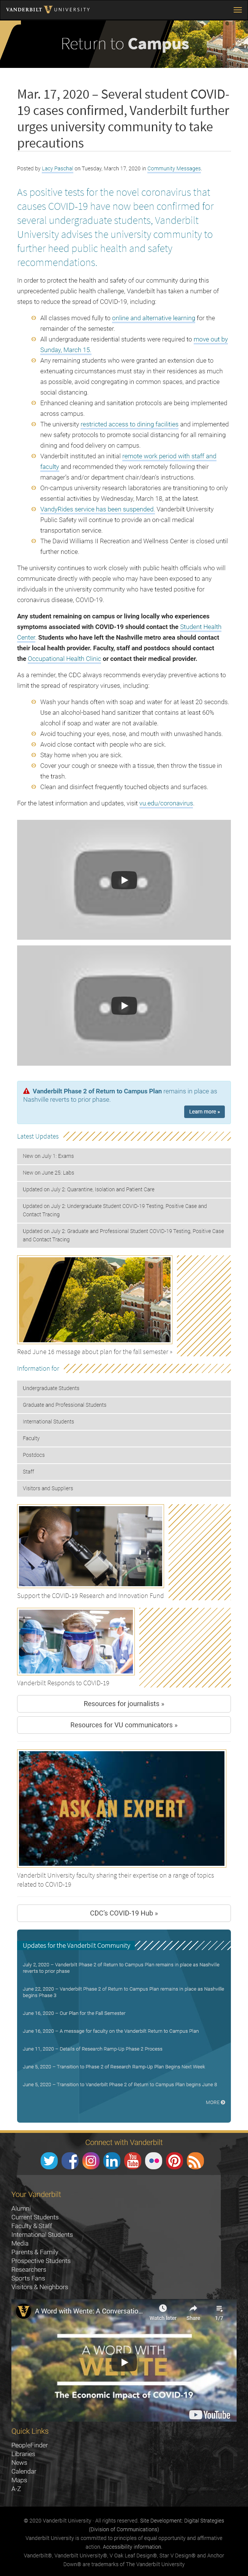 VANDERBILT V UNIVERSITY
Return to Campus
Mar. 17, 2020 – Several student COVID-
19 cases confirmed, Vanderbilt further
urges university community to take
precautions
Posted by Lacy Paschal on Tuesday, March 17, 2020 in Community Messages.
As positive tests for the novel coronavirus that
causes COVID-19 have now been confirmed for
several undergraduate students, Vanderbilt
University advises the university community to
further heed public health and safety
recommendations.
In order to protect the health and safety of our community during
this unprecedented time, Vanderbilt has taken a number of
steps to reduce the spread of COVID-19, including:
All classes moved fully to online and alternative learning for the
remainder of the semester.
All undergraduate residential students were required to move out by
Sunday, March 15.
Any remaining students who were granted an exemption due to
extenuating circumstances may be relocated in way that ensures as
much as possible, avoid congregating in close proximity and social
distancing.
Enhanced cleaning and sanitation protocols are being implemented
across campus.
The university restricted access to dining facilities and implemented
new safety protocols to promote social distancing for all serving,
dining and food delivery on campus.
Vanderbilt instituted an initial remote work period with staff and
faculty and recommended they work remotely following their
manager's and/or department chair/dean's instructions.
On-campus university research laboratories are transitioning to only
essential activities by Wednesday, March 18, at the latest.
VandyRides service has been suspended. Vanderbilt University
Public Safety will continue to provide an on-call medical
transportation service.
The David Williams II Recreation and Wellness Center is closed until
further notice.
The university continues to work closely with public health officials who will
communicate directly with people who may have been exposed to any
individuals in the university community who have tested positive for
coronavirus disease, COVID-19.
Any student remaining on campus or living locally who experiences
symptoms associated with COVID-19 should contact the Student Health
Center. Students who have left the Nashville metro area should contact
their local health provider. Faculty, staff and postdocs should contact
the Occupational Health Clinic or contact their medical provider.
As a reminder, the CDC always recommends everyday preventive actions
to limit the spread of respiratory viruses, including:
Wash your hands often with soap and water for at least 20 seconds.
Use an alcohol-based hand sanitizer that contains at least 60%
alcohol if soap and water are not available.
Avoid touching your eyes, nose, and mouth with unwashed hands.
Avoid close contact with people who are sick.
Stay home when you are sick.
Cover your cough or sneeze with a tissue, then throw the tissue in
the trash.
Clean and disinfect frequently touched objects and surfaces.
For the latest information and updates, visit vu.edu/coronavirus.
Vanderbilt Phase 2 of Return to Campus Plan remains in place as
Nashville reverts to prior phase.
Learn more »
Latest Updates
New on July 1: Exams
New on June 25: Labs
Updated on July 2: Quarantine, Isolation and Patient Care
Updated on July 2: Undergraduate Student COVID-19 Testing, Positive Case and
Contact Tracing
Updated on July 2: Graduate and Professional Student COVID-19 Testing, Positive Case
and Contact Tracing
Read June 16 message about plan for the fall semester »
Information for
Undergraduate Students
Graduate and Professional Students
International Students
Faculty
Postdocs
Staff
Visitors and Suppliers
Support the COVID-19 Research and Innovation Fund
Vanderbilt Responds to COVID-19
Resources for journalists »
Resources for VU communicators »
ASK AN EXPERT
Vanderbilt University faculty sharing their expertise on a range of topics
related to COVID-19
CDC's COVID-19 Hub »
Updates for the Vanderbilt Community
July 2, 2020 – Vanderbilt Phase 2 of Return to Campus Plan remains in place as Nashville
reverts to prior phase
June 22, 2020 – Vanderbilt Phase 2 of Return to Campus Plan remains in place as Nashville
begins Phase 3
June 16, 2020 – Our Plan for the Fall Semester
June 16, 2020 – A message for faculty on the Vanderbilt Return to Campus Plan
June 11, 2020 – Details of Research Ramp-Up Phase 2 Process
June 9, 2020 – Transition to Phase 2 of Research Ramp-Up Plan Begins Next Week
June 5, 2020 – Transition to Vanderbilt Phase 2 of Return to Campus Plan begins June 8
MORE
Connect with Vanderbilt
You Tube
Your Vanderbilt
Alumni
Current Students
Faculty & Staff
International Students
Media
Parents & Family
Prospective Students
Researchers
Sports Fans
Visitors & Neighbors
A Word with Wente: A Conversatio...
Watch later
Share
1/7
A WORD WITH
WENTE
The Economic Impact of COVID-19
YouTube
Quick Links
PeopleFinder
Libraries
News
Calendar
Maps
A-Z
© 2020 Vanderbilt University · All rights reserved. Site Development: Digital Strategies
(Division of Communications)
Vanderbilt University is committed to principles of equal opportunity and affirmative
action. Accessibility information.
Vanderbilt®, Vanderbilt University®, V Oak Leaf Design®, Star V Design® and Anchor
Down® are trademarks of The Vanderbilt University